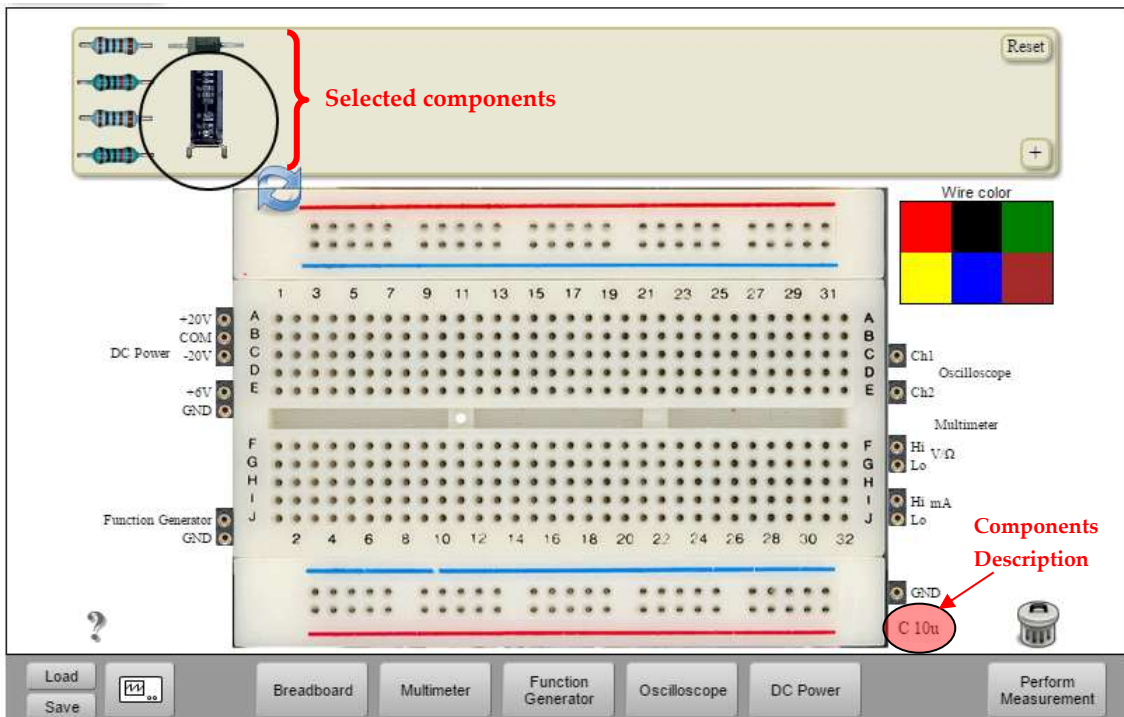 Reset
Selected components
+
Wire color
1 3 5 7 9 11 13 15 17 19 21 23 25 27 29 31
+20V
COM
DC Power -20V
+6V
GND
A
B
C
D
E
A
B
C
D
E
Ch1
Oscilloscope
Ch2
Multimeter
F
G
H
I
J
F
G
H
I
J
Hi V/Ω
Lo
Hi mA
Lo
Function Generator
GND
2 4 6 8 10 12 14 16 18 20 22 24 26 28 30 32
Components
Description
GND
C 10u
?
Load
Save
Breadboard
Multimeter
Function
Generator
Oscilloscope
DC Power
Perform
Measurement